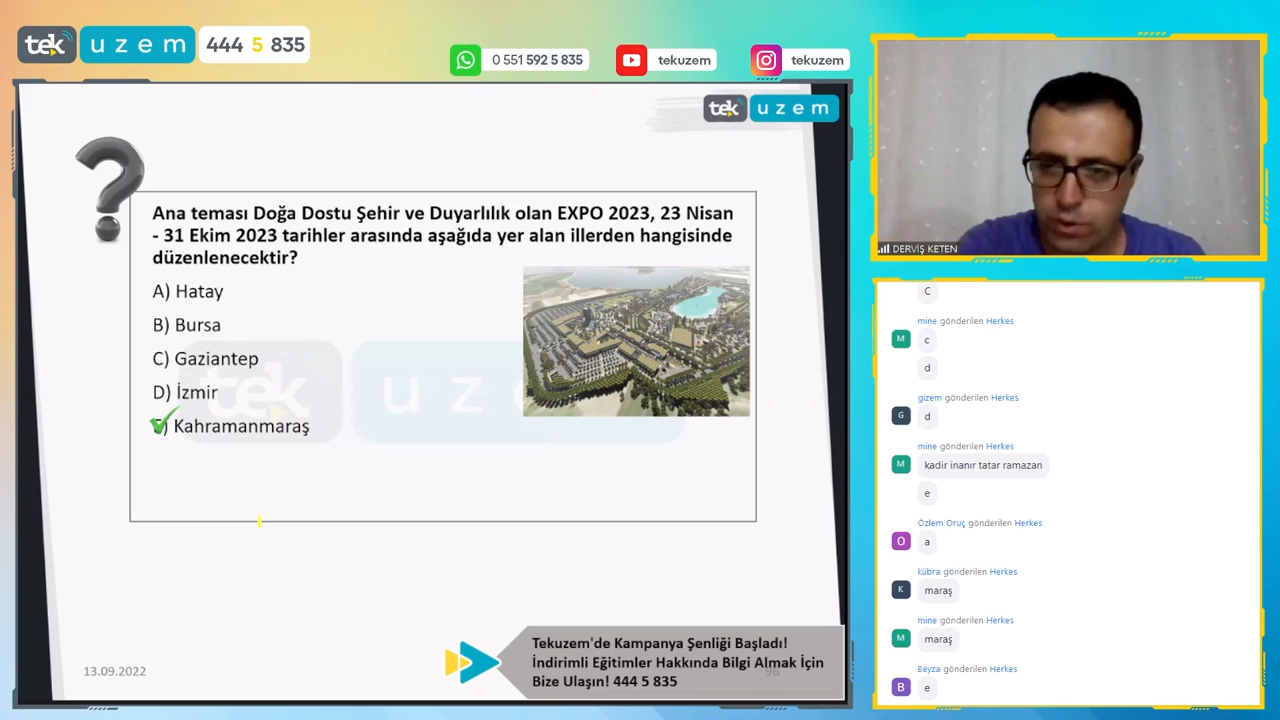 tek uzem 444 5 835
0 551 592 5 835
tekuzem
tekuzem
tek uzem
?
Ana teması Doğa Dostu Şehir ve Duyarlılık olan EXPO 2023, 23 Nisan
- 31 Ekim 2023 tarihler arasında aşağıda yer alan illerden hangisinde
düzenlenecektir?
A) Hatay
B) Bursa
C) Gaziantep
D) İzmir
E) Kahramanmaraş
tek uze
13.09.2022
Tekuzem'de Kampanya Şenliği Başladı!
İndirimli Eğitimler Hakkında Bilgi Almak İçin
Bize Ulaşın! 444 5 835
96
DERVİŞ KETEN
C
mine gönderilen Herkes
M
c
d
gizem gönderilen Herkes
G
d
mine gönderilen Herkes
M
kadir inanır tatar ramazan
e
Özlem Oruç gönderilen Herkes
O
a
kübra gönderilen Herkes
K
maraş
mine gönderilen Herkes
M
maraş
Beyza gönderilen Herkes
B
e